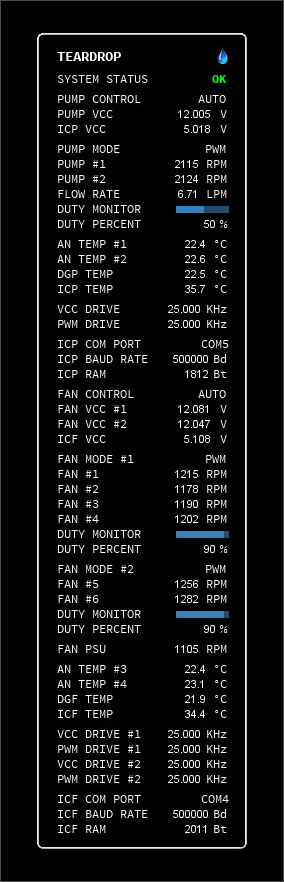 TEARDROP
SYSTEM STATUS OK
PUMP CONTROL AUTO
PUMP VCC 12.005 V
ICP VCC 5.018 V
PUMP MODE PWM
PUMP #1 2115 RPM
PUMP #2 2124 RPM
FLOW RATE 6.71 LPM
DUTY MONITOR
DUTY PERCENT 50 %
AN TEMP #1 22.4 °C
AN TEMP #2 22.6 °C
DGP TEMP 22.5 °C
ICP TEMP 35.7 °C
VCC DRIVE 25.000 KHz
PWM DRIVE 25.000 KHz
ICP COM PORT COM5
ICP BAUD RATE 500000 Bd
ICP RAM 1812 Bt
FAN CONTROL AUTO
FAN VCC #1 12.081 V
FAN VCC #2 12.047 V
ICF VCC 5.108 V
FAN MODE #1 PWM
FAN #1 1215 RPM
FAN #2 1178 RPM
FAN #3 1190 RPM
FAN #4 1202 RPM
DUTY MONITOR
DUTY PERCENT 90 %
FAN MODE #2 PWM
FAN #5 1256 RPM
FAN #6 1282 RPM
DUTY MONITOR
DUTY PERCENT 90 %
FAN PSU 1105 RPM
AN TEMP #3 22.4 °C
AN TEMP #4 23.1 °C
DGF TEMP 21.9 °C
ICF TEMP 34.4 °C
VCC DRIVE #1 25.000 KHz
PWM DRIVE #1 25.000 KHz
VCC DRIVE #2 25.000 KHz
PWM DRIVE #2 25.000 KHz
ICF COM PORT COM4
ICF BAUD RATE 500000 Bd
ICF RAM 2011 Bt